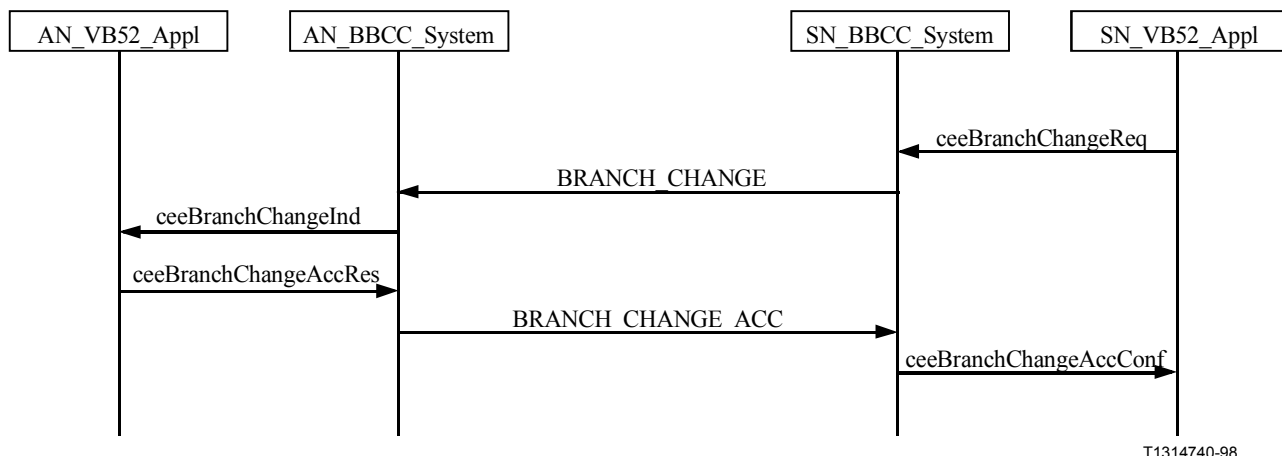 AN_VB52_Appl AN_BBCC_System SN_BBCC_System SN_VB52_Appl
ceeBranchChangeReq
BRANCH_CHANGE
ceeBranchChangeInd
ceeBranchChangeAccRes
BRANCH_CHANGE_ACC
ceeBranchChangeAccConf
T1314740-98